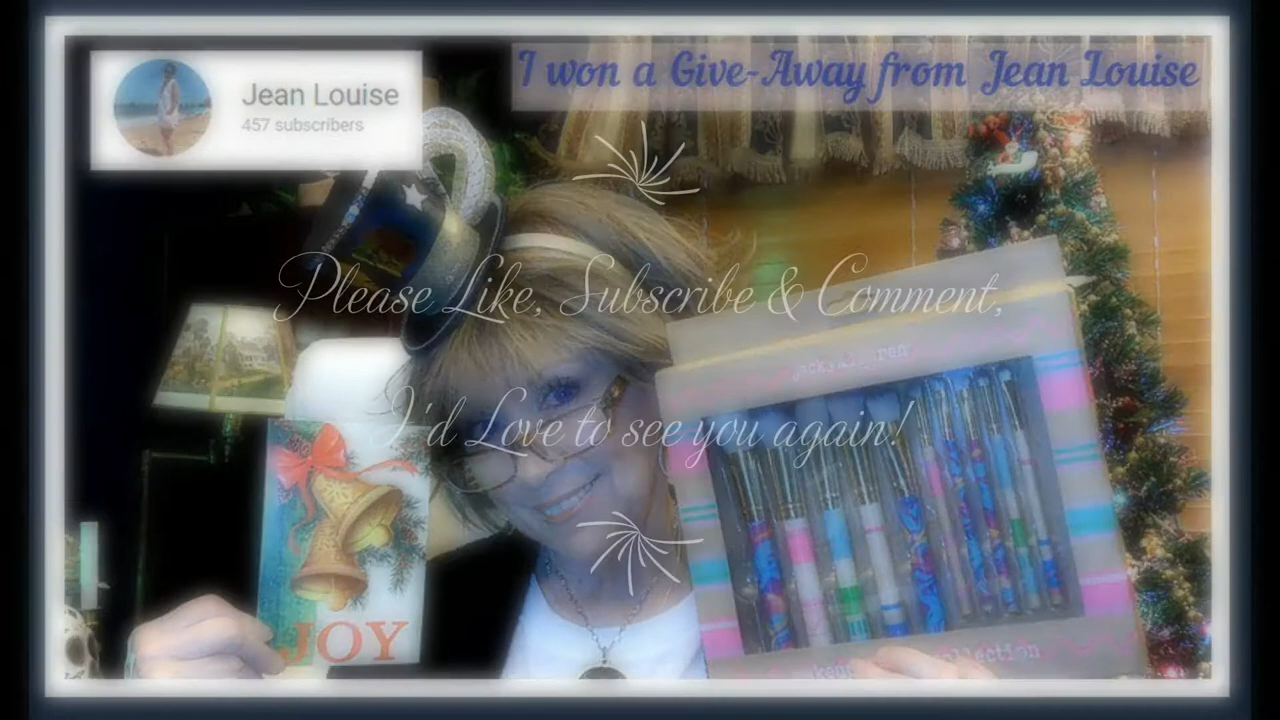 Jean Louise
457 subscribers
I won a Give-Away from Jean Louise
Please Like, Subscribe & Comment,
I'd Love to see you again!
JOY